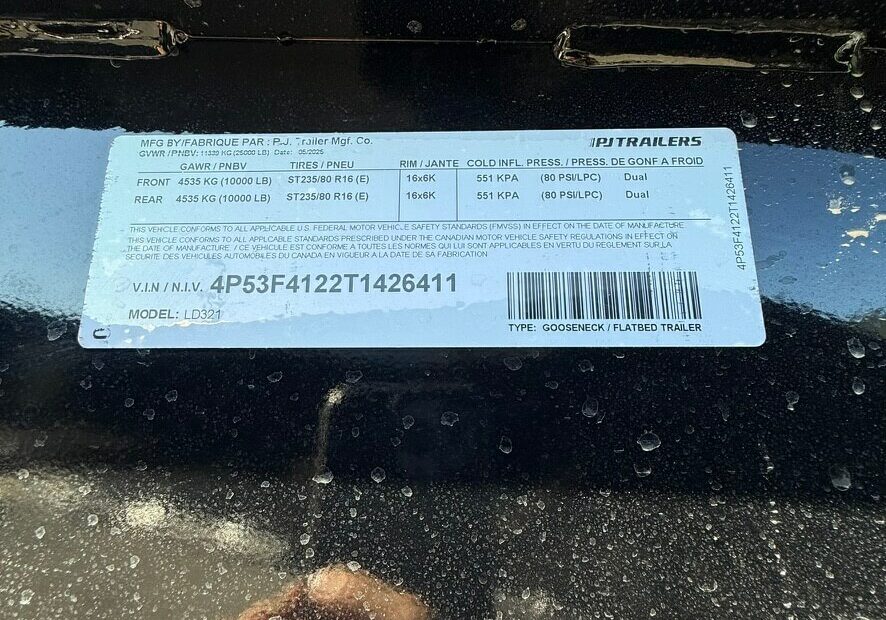 MFG BY/FABRIQUE PAR : P.J. Trailer Mfg. Co.
PJTRAILERS
GVWR / PNBV: 11339 KG (25000 LB) Date: 05/2025
GAWR / PNBV TIRES / PNEU RIM / JANTE COLD INFL. PRESS. / PRESS. DE GONF A FROID
FRONT 4535 KG (10000 LB) ST235/80 R16 (E) 16x6K 551 KPA (80 PSI/LPC) Dual
REAR 4535 KG (10000 LB) ST235/80 R16 (E) 16x6K 551 KPA (80 PSI/LPC) Dual
THIS VEHICLE CONFORMS TO ALL APPLICABLE U.S. FEDERAL MOTOR VEHICLE SAFETY STANDARDS (FMVSS) IN EFFECT ON THE DATE OF MANUFACTURE
THIS VEHICLE CONFORMS TO ALL APPLICABLE STANDARDS PRESCRIBED UNDER THE CANADIAN MOTOR VEHICLE SAFETY REGULATIONS IN EFFECT ON
THE DATE OF MANUFACTURE / CE VEHICULE EST CONFORME A TOUTES LES NORMES QUI LUI SONT APPLICABLES EN VERTU DU REGLEMENT SUR LA
SECURITE DES VEHICULES AUTOMOBILES DU CANADA EN VIGUEUR A LA DATE DE SA FABRICATION
V.I.N / N.I.V. 4P53F4122T1426411
MODEL: LD321
TYPE: GOOSENECK / FLATBED TRAILER
4P53F4122T1426411